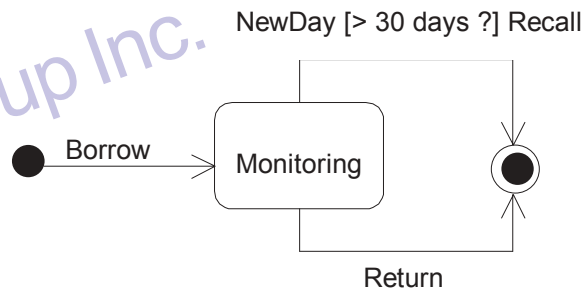 NewDay [> 30 days ?] Recall
up Inc.
Borrow
Monitoring
Return